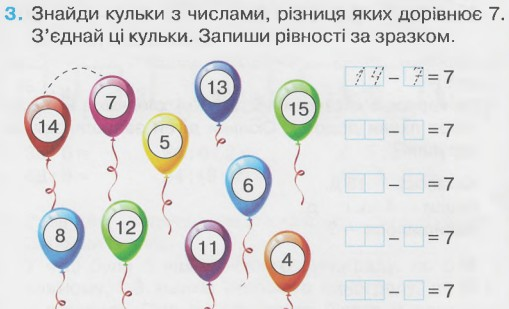 3. Знайди кульки з числами, різниця яких дорівнює 7.
З’єднай ці кульки. Запиши рівності за зразком.
14 – 7 = 7
– = 7
– = 7
– = 7
– = 7
14
7
13
15
5
6
8
12
11
4